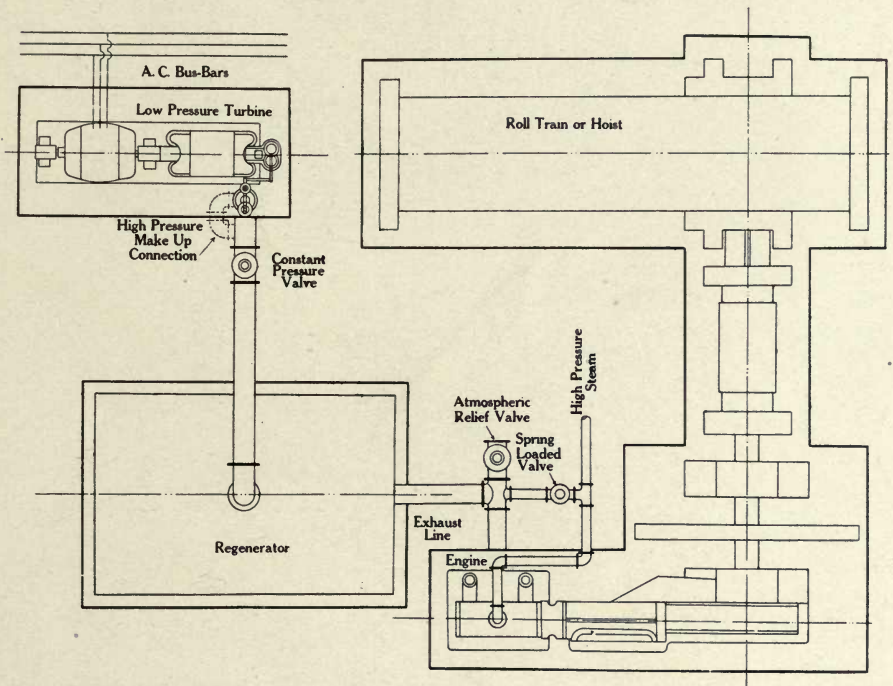 A. C. Bus-Bars
Low Pressure Turbine
Roll Train or Hoist
High Pressure
Make Up
Connection
Constant
Pressure
Valve
High Pressure
Steam
Atmospheric
Relief Valve
Spring
Loaded
Valve
Exhaust
Line
Regenerator
Engine